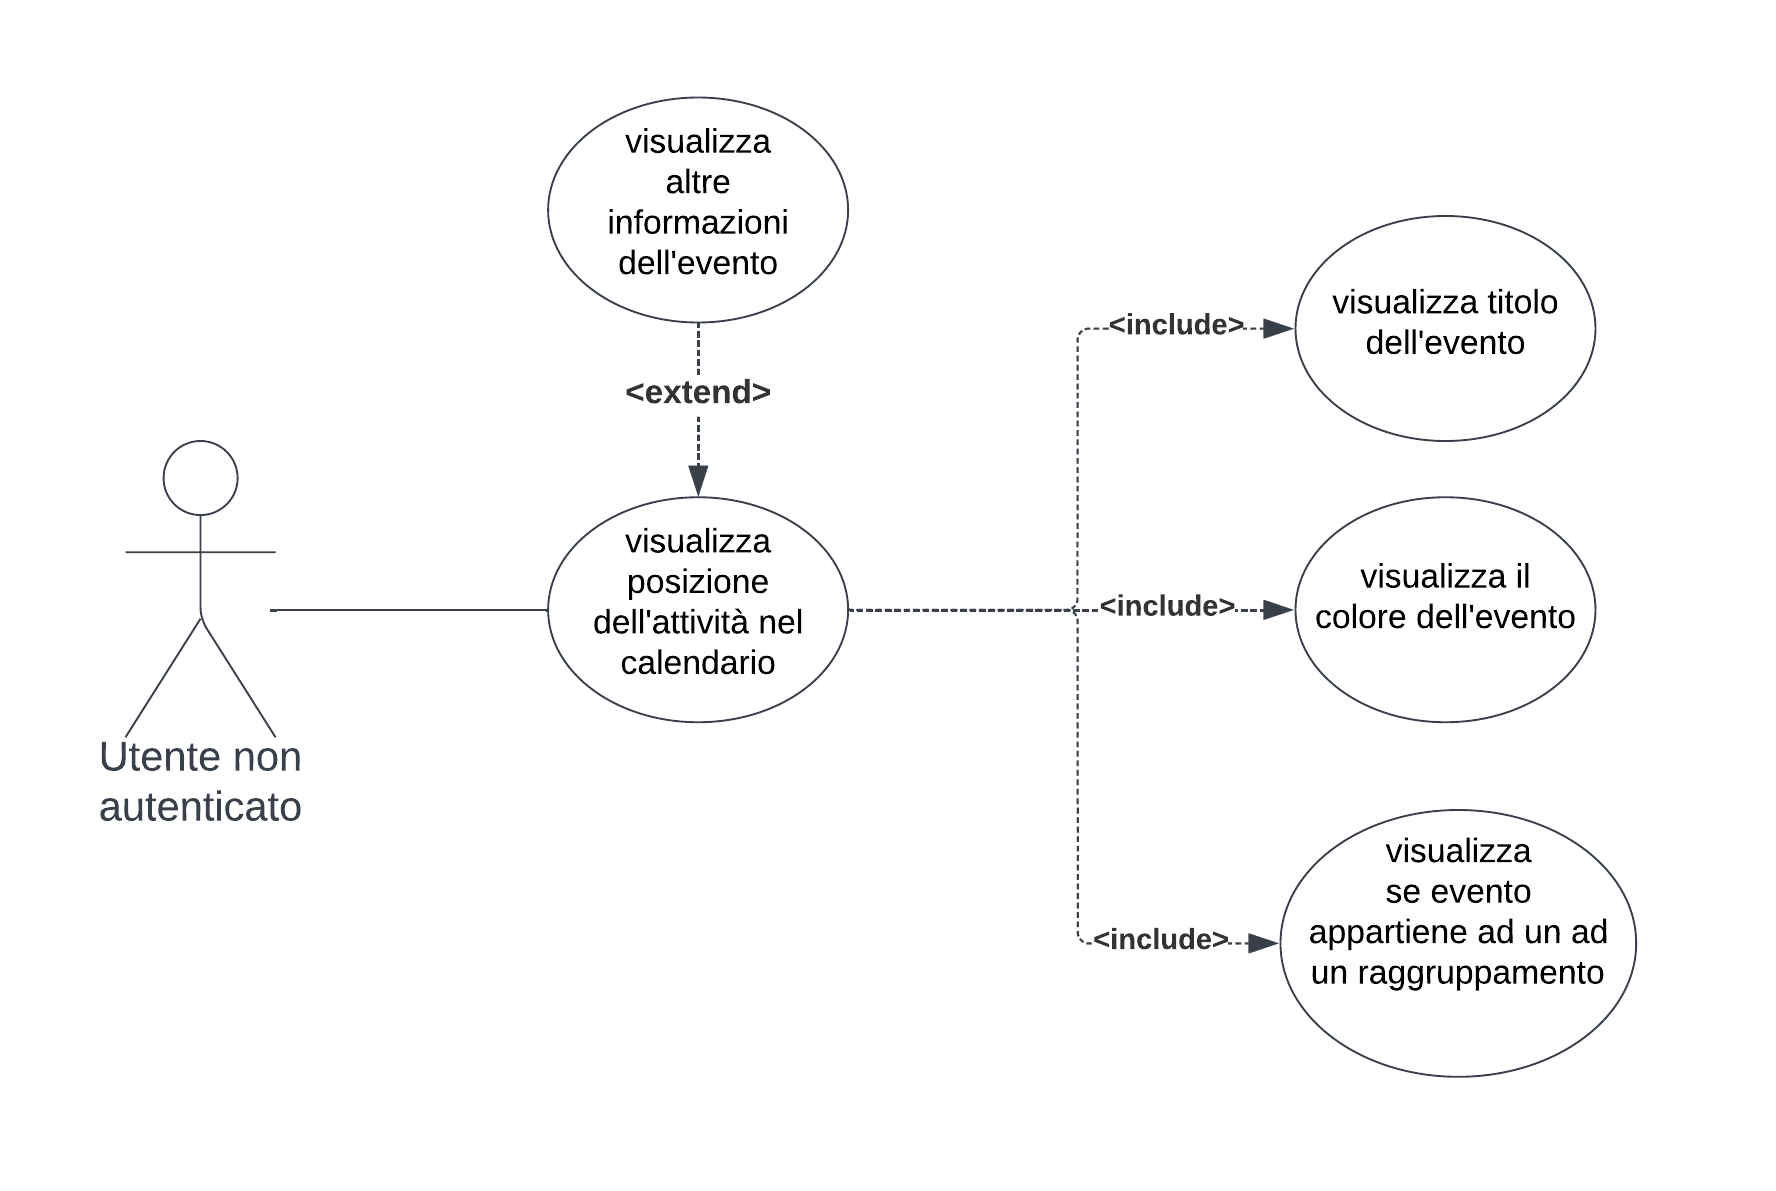 visualizza
altre
informazioni
dell'evento
<extend>
Utente non
autenticato
visualizza
posizione
dell'attività nel
calendario
<include>
visualizza titolo
dell'evento
<include>
visualizza il
colore dell'evento
<include>
visualizza
se evento
appartiene ad un ad
un raggruppamento